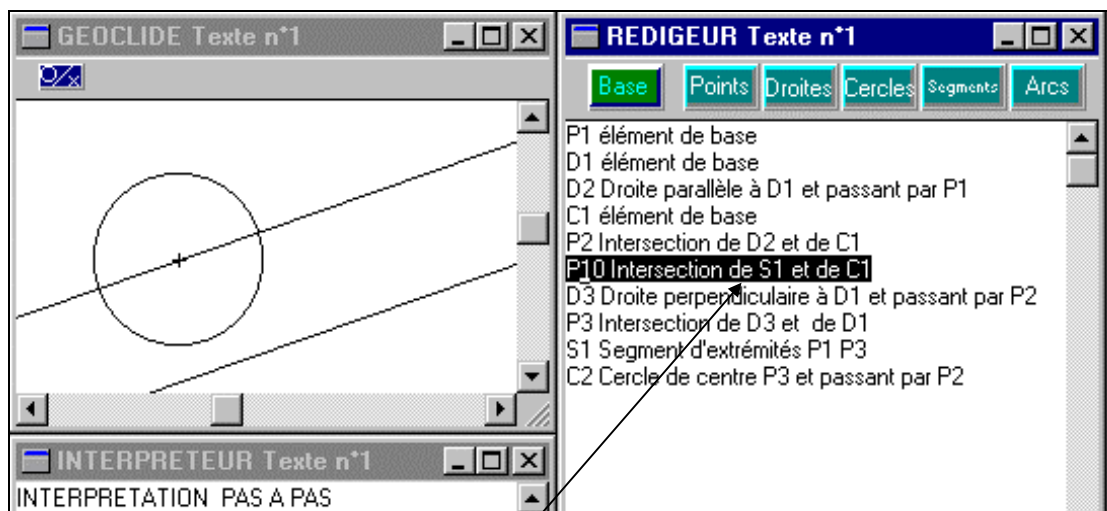 GEOCLIDE Texte n°1
REDIGEUR Texte n°1
Base Points Droites Cercles Segments Arcs
P1 élément de base
D1 élément de base
D2 Droite parallèle à D1 et passant par P1
C1 élément de base
P2 Intersection de D2 et de C1
P10 Intersection de S1 et de C1
D3 Droite perpendiculaire à D1 et passant par P2
P3 Intersection de D3 et de D1
S1 Segment d'extrémités P1 P3
C2 Cercle de centre P3 et passant par P2
INTERPRETEUR Texte n°1
INTERPRETATION PAS A PAS